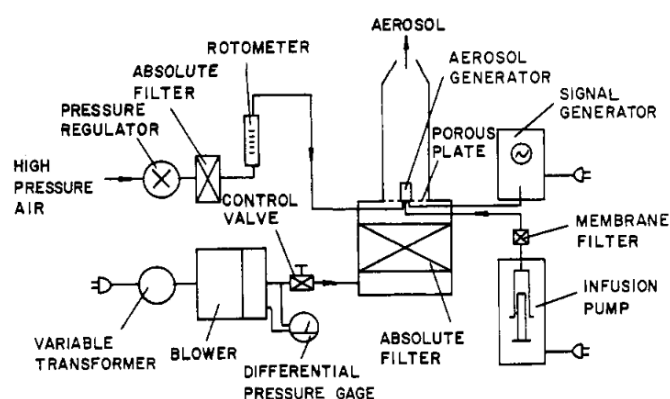 AEROSOL
ROTOMETER
ABSOLUTE
FILTER
PRESSURE
REGULATOR
HIGH
PRESSURE
AIR
AEROSOL
GENERATOR
POROUS
PLATE
SIGNAL
GENERATOR
CONTROL
VALVE
MEMBRANE
FILTER
INFUSION
PUMP
VARIABLE
TRANSFORMER
BLOWER
DIFFERENTIAL
PRESSURE GAGE
ABSOLUTE
FILTER